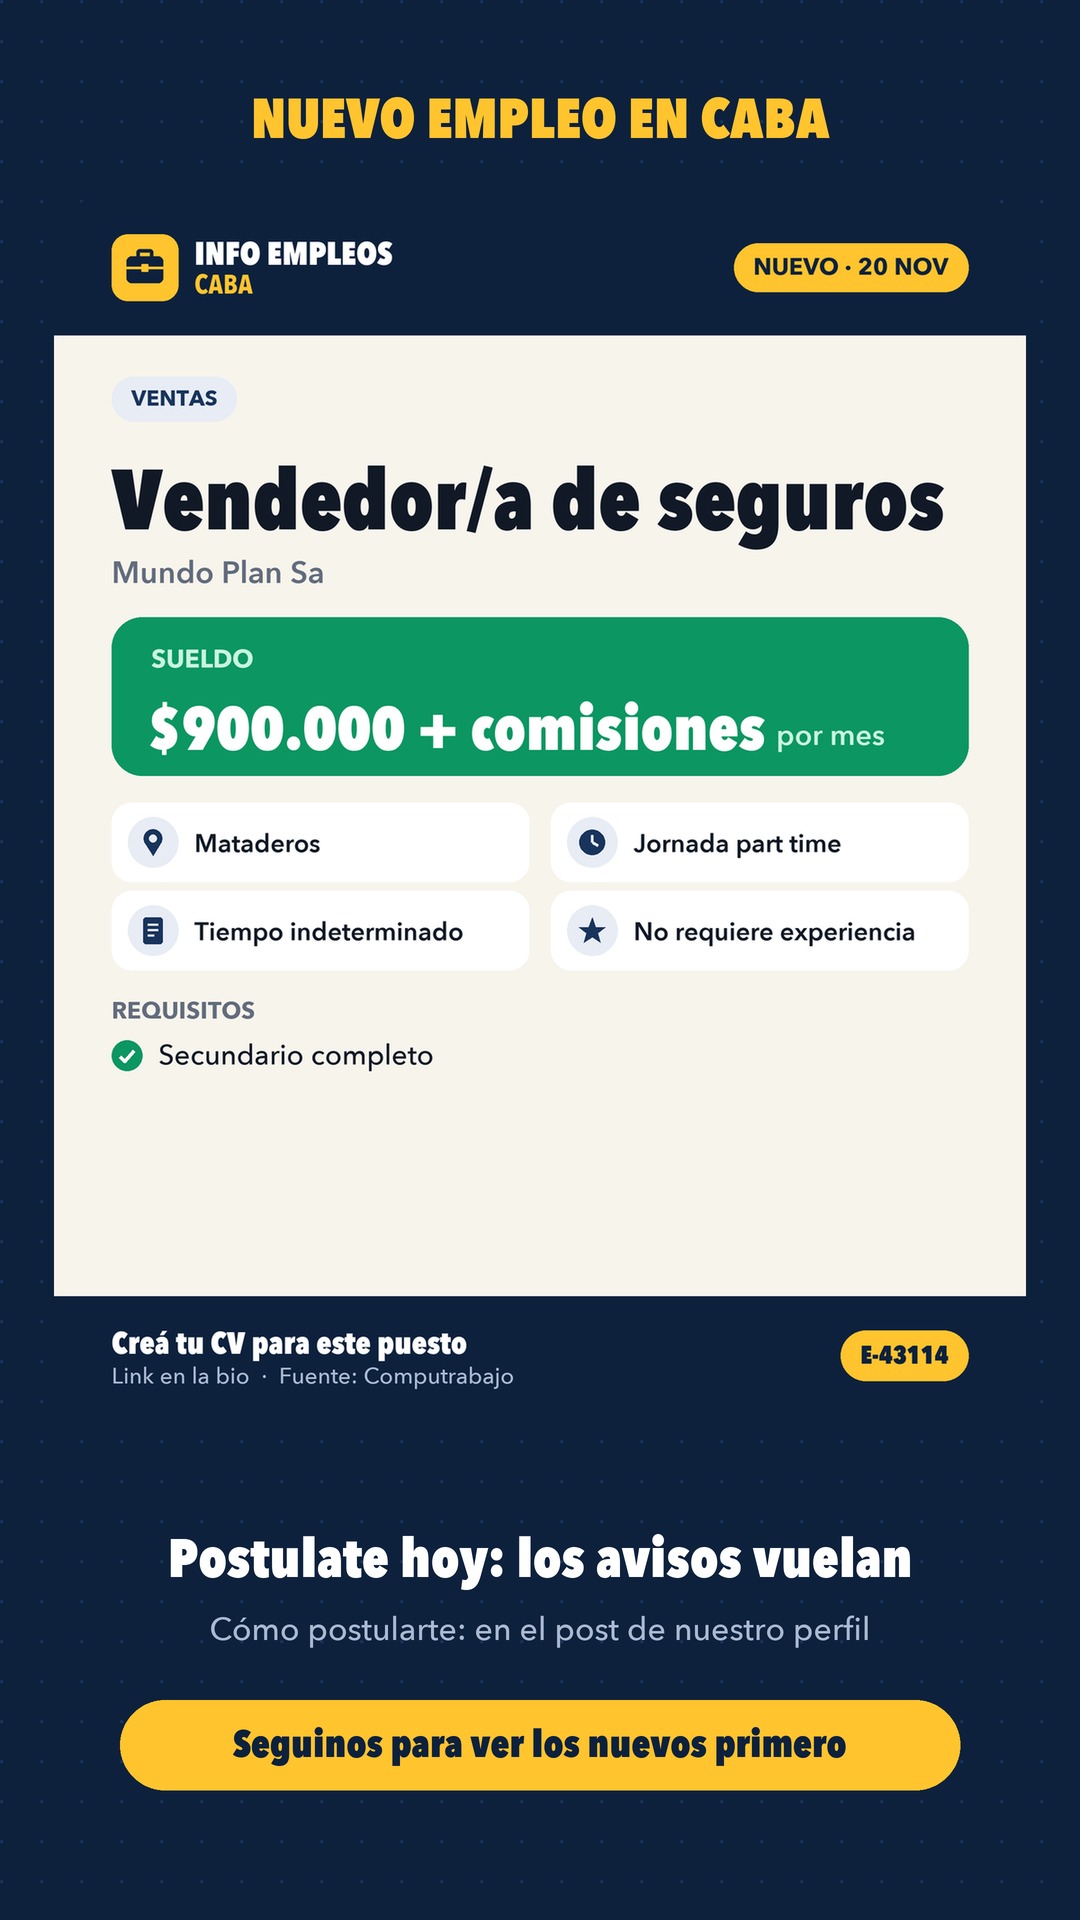 NUEVO EMPLEO EN CABA
INFO EMPLEOS
CABA
NUEVO · 20 NOV
VENTAS
Vendedor/a de seguros
Mundo Plan Sa
SUELDO
$900.000 + comisiones por mes
Mataderos
Jornada part time
Tiempo indeterminado
No requiere experiencia
REQUISITOS
Secundario completo
Creá tu CV para este puesto
Link en la bio · Fuente: Computrabajo
E-43114
Postulate hoy: los avisos vuelan
Cómo postularte: en el post de nuestro perfil
Seguinos para ver los nuevos primero